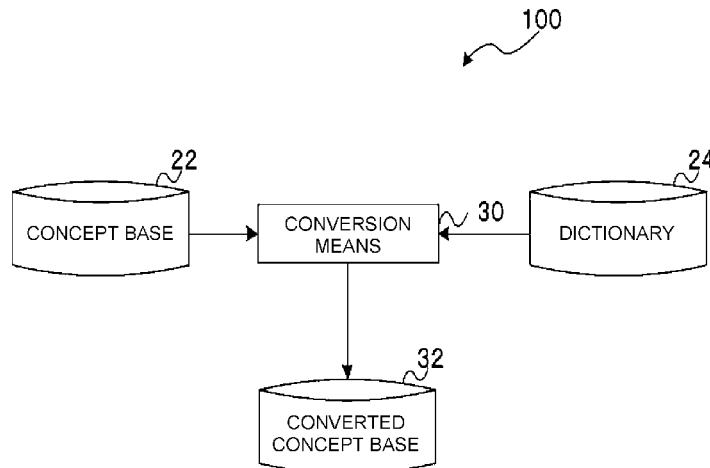 100
22
24
CONCEPT BASE
CONVERSION
MEANS
30
DICTIONARY
32
CONVERTED
CONCEPT BASE